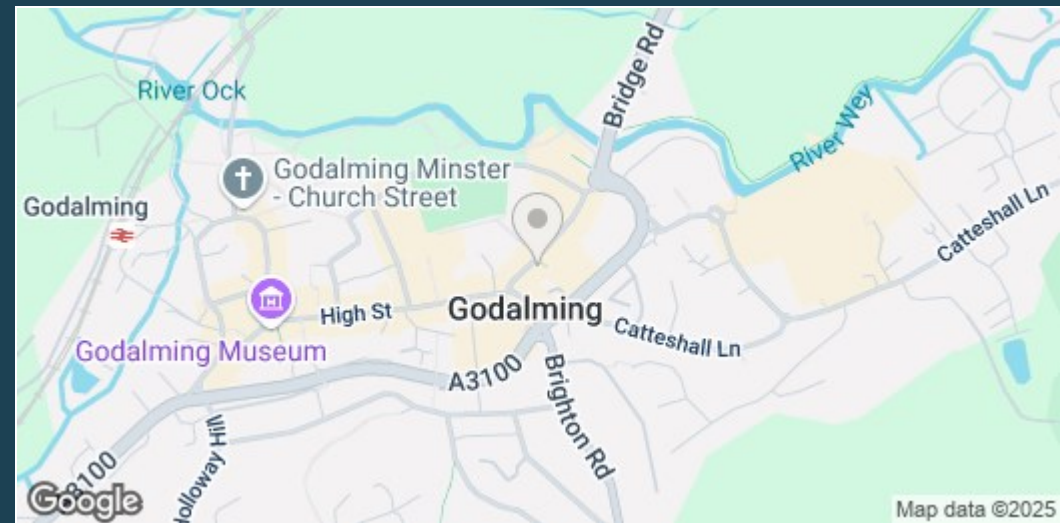 Bridge Rd
River Ock
River Wey
Godalming Minster
- Church Street
Godalming
Catteshall Ln
High St
Godalming
Catteshall Ln
Godalming Museum
A3100
Brighton Rd
Holloway Hill
A3100
Google
Map data ©2025